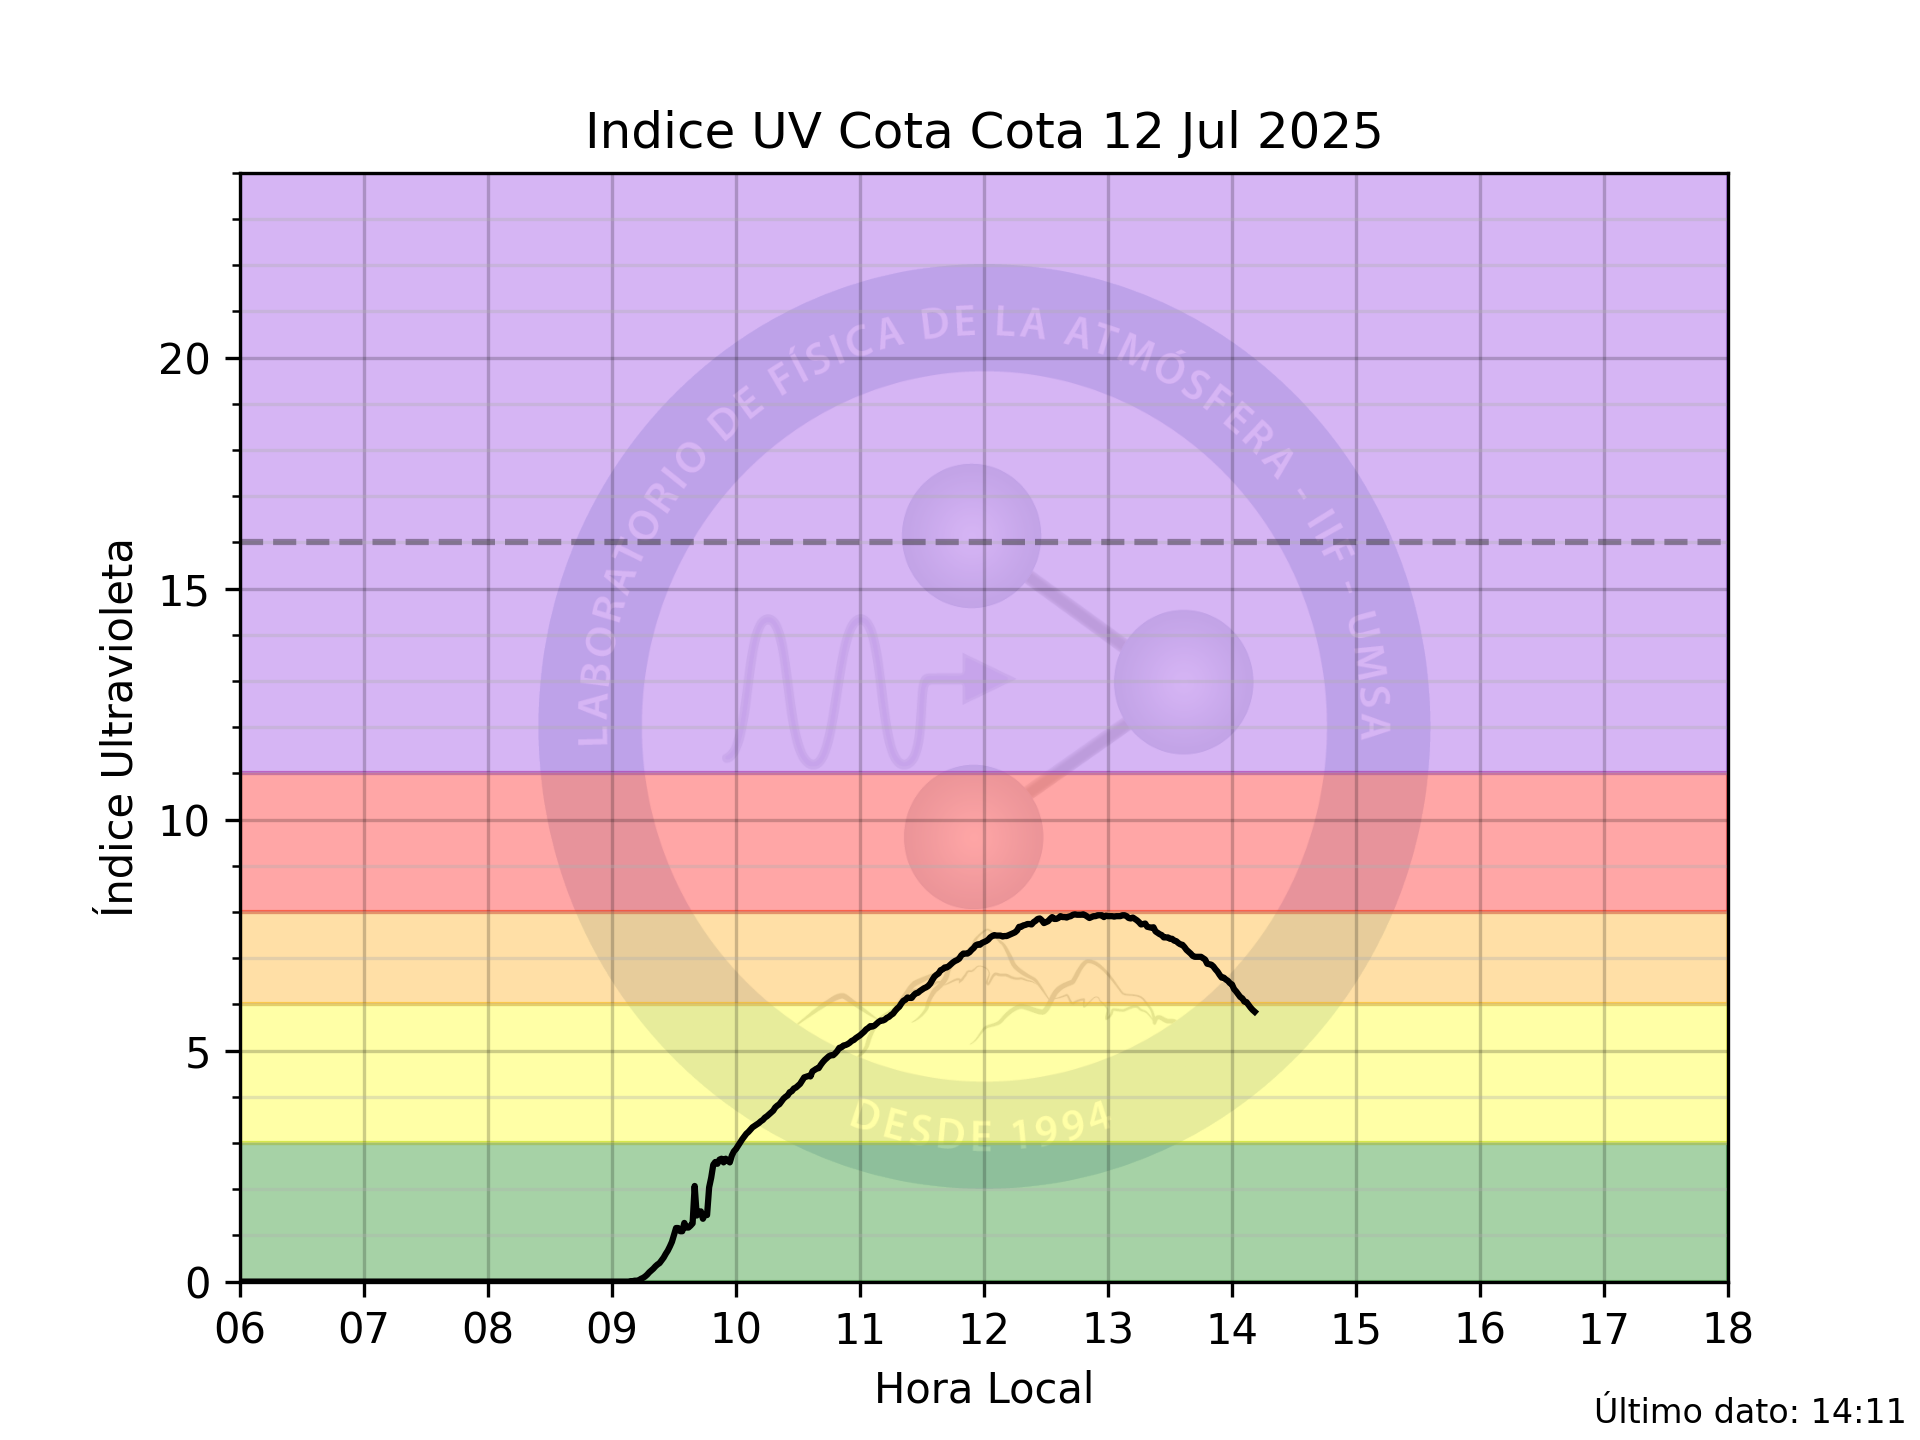 Indice UV Cota Cota 12 Jul 2025
Índice Ultravioleta
20
15
10
5
0
LABORATORIO DE FÍSICA DE LA ATMÓSFERA - IIF - UMSA
DESDE 1994
06 07 08 09 10 11 12 13 14 15 16 17 18
Hora Local
Último dato: 14:11